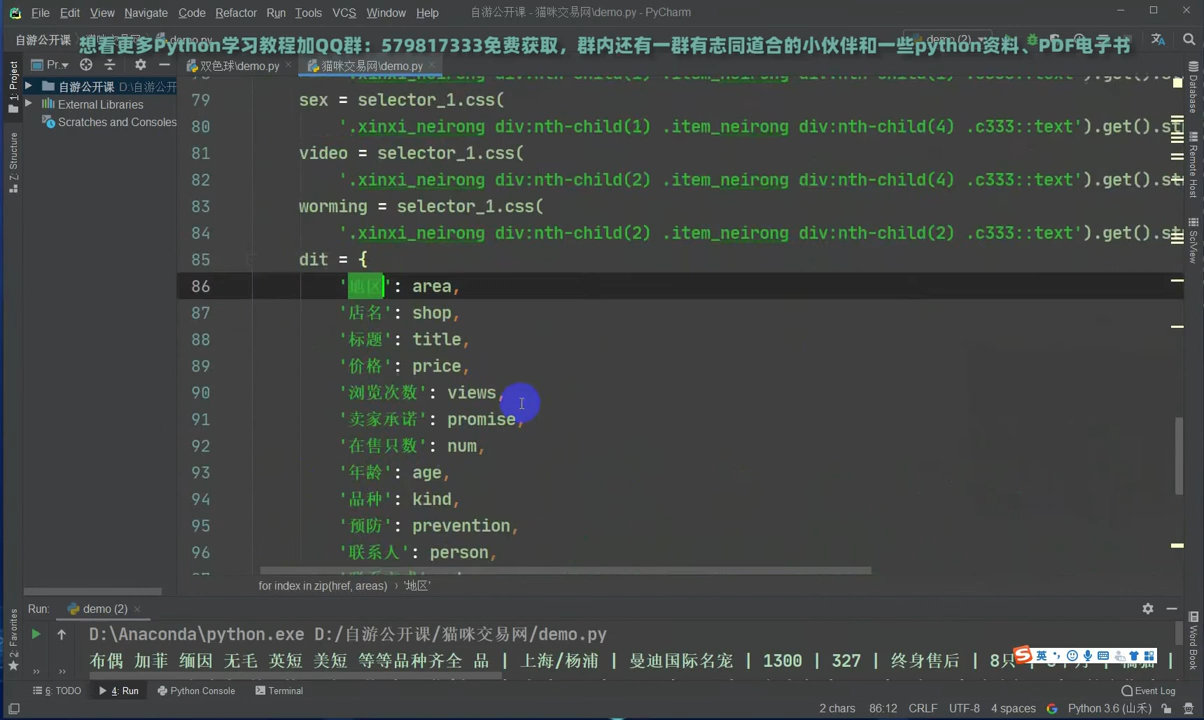 File Edit View Navigate Code Refactor Run Tools VCS Window Help
自游公开课 - 猫咪交易网\demo.py - PyCharm
自游公开课
想看更多Python学习教程加QQ群：579817333免费获取，群内还有一群有志同道合的小伙伴和一些python资料、PDF电子书
Pr.
双色球\demo.py
猫咪交易网\demo.py
自游公开课 D:\自游公开
External Libraries
Scratches and Consoles
1: Project
Z: Structure
Favorites
Database
Remote Host
SciView
Word Book
79 sex = selector_1.css(
80 '.xinxi_neirong div:nth-child(1) .item_neirong div:nth-child(4) .c333::text').get().st
81 video = selector_1.css(
82 '.xinxi_neirong div:nth-child(2) .item_neirong div:nth-child(4) .c333::text').get().st
83 worming = selector_1.css(
84 '.xinxi_neirong div:nth-child(2) .item_neirong div:nth-child(2) .c333::text').get().st
85 dit = {
86 '地区': area,
87 '店名': shop,
88 '标题': title,
89 '价格': price,
90 '浏览次数': views,
91 '卖家承诺': promise,
92 '在售只数': num,
93 '年龄': age,
94 '品种': kind,
95 '预防': prevention,
96 '联系人': person,
for index in zip(href, areas) › '地区'
Run: demo (2)
D:\Anaconda\python.exe D:/自游公开课/猫咪交易网/demo.py
布偶 加菲 缅因 无毛 英短 美短 等等品种齐全 品 | 上海/杨浦 | 曼迪国际名宠 | 1300 | 327 | 终身售后 | 8只
英
6: TODO 4: Run Python Console Terminal Event Log
2 chars 86:12 CRLF UTF-8 4 spaces Python 3.6 (山禾)